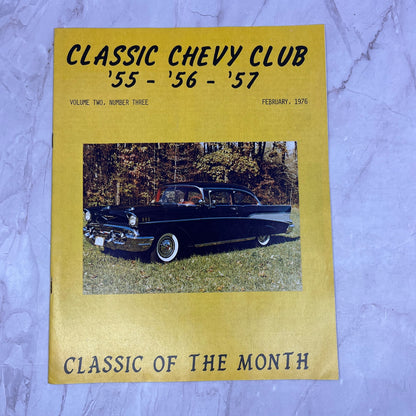 CLASSIC CHEVY CLUB
'55 - '56 - '57
VOLUME TWO, NUMBER THREE FEBRUARY, 1976
CLASSIC OF THE MONTH